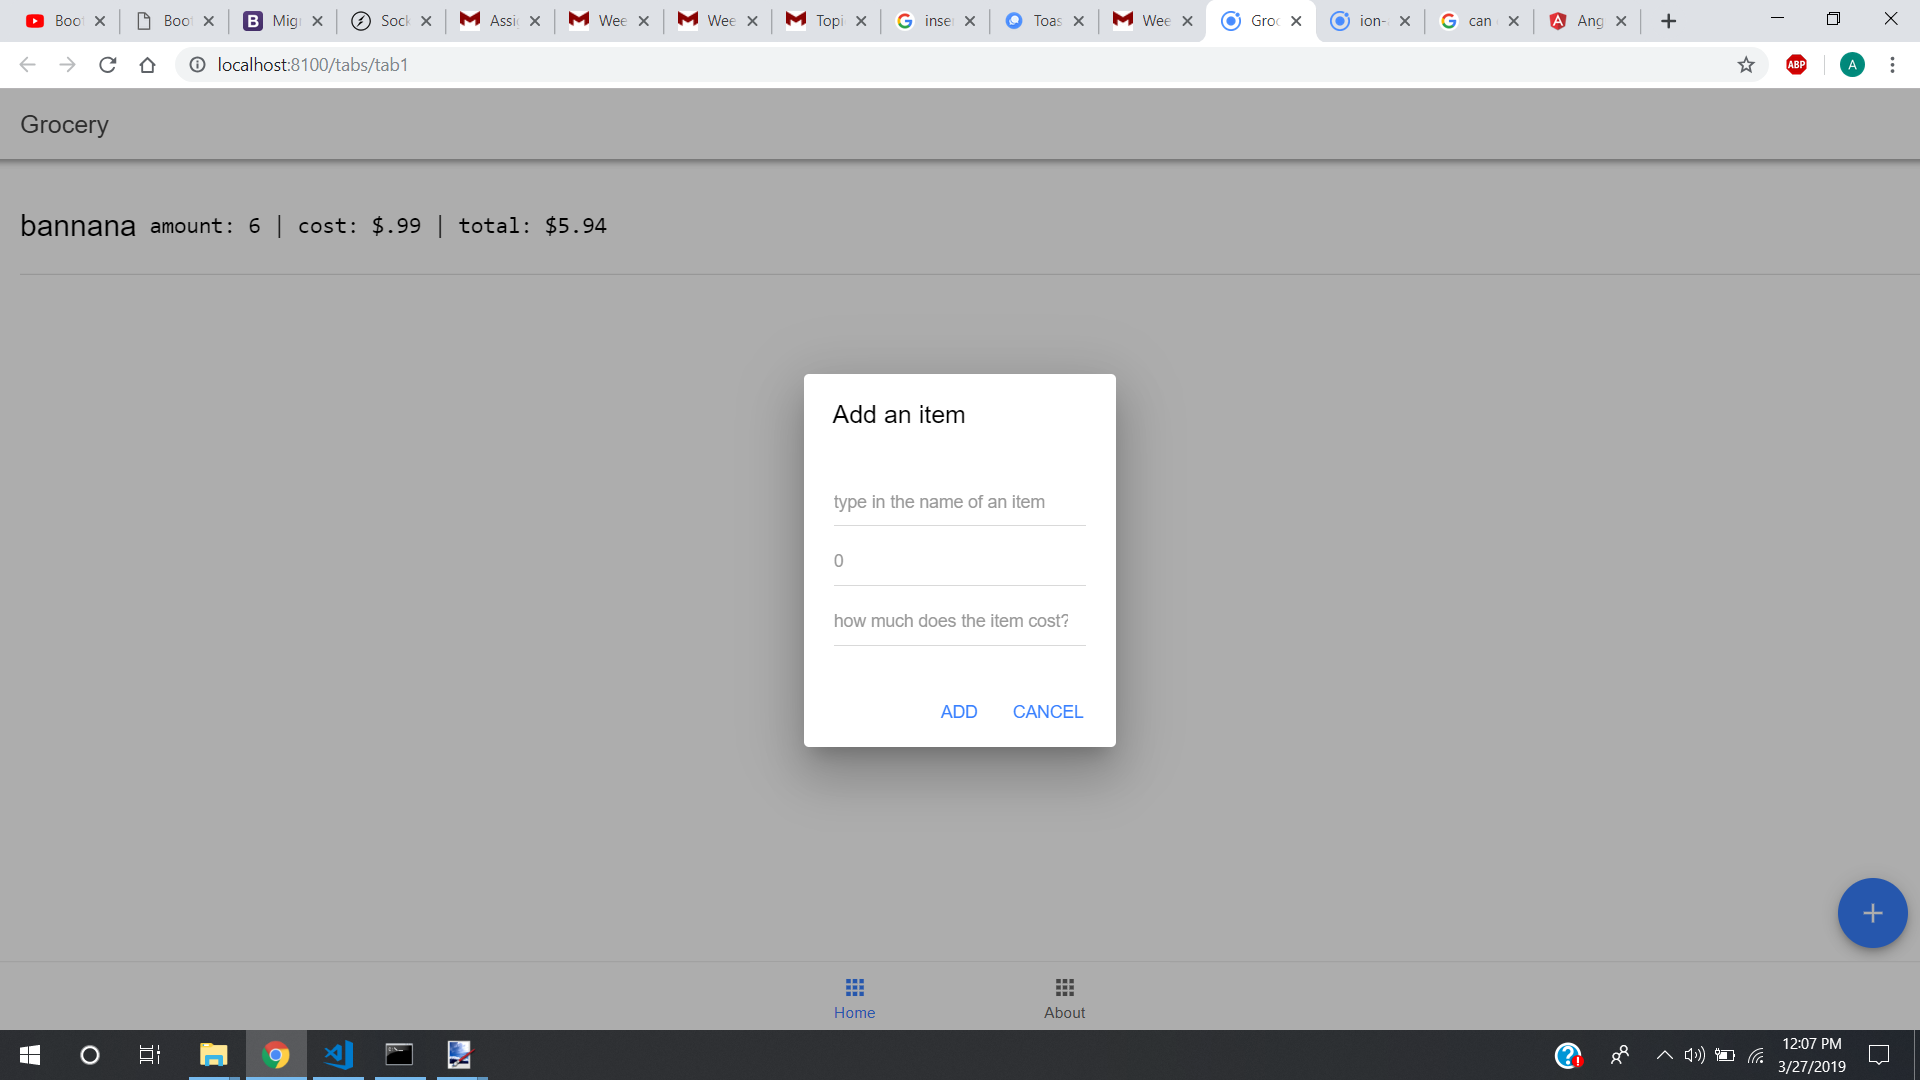 Boo Boo Mig Sock Assi Wee Wee Topi inse Toas Wee Groc ion- can Ang
localhost:8100/tabs/tab1
ABP
A
Grocery
bannana amount: 6 | cost: $.99 | total: $5.94
Add an item
type in the name of an item
0
how much does the item cost?
ADD CANCEL
Home About
12:07 PM
3/27/2019